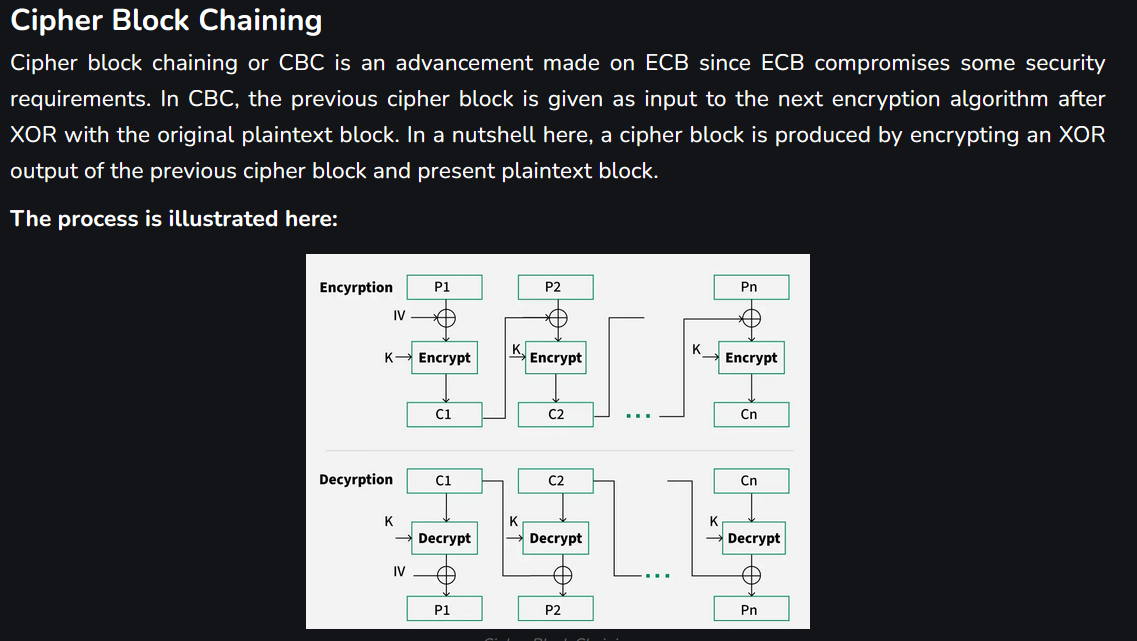 Cipher Block Chaining
Cipher block chaining or CBC is an advancement made on ECB since ECB compromises some security
requirements. In CBC, the previous cipher block is given as input to the next encryption algorithm after
XOR with the original plaintext block. In a nutshell here, a cipher block is produced by encrypting an XOR
output of the previous cipher block and present plaintext block.
The process is illustrated here:
Encyrption P1 P2 Pn
IV
K Encrypt K Encrypt K Encrypt
C1 C2 ... Cn
Decyrption C1 C2 Cn
K K K
Decrypt Decrypt Decrypt
IV ...
P1 P2 Pn